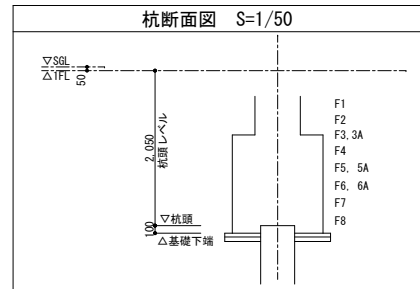 杭断面図 S=1/50
▽SGL
△1FL
50
2,050
杭頭レベル
F1
F2
F3,3A
F4
F5, 5A
F6, 6A
F7
F8
▽杭頭
100
△基礎下端